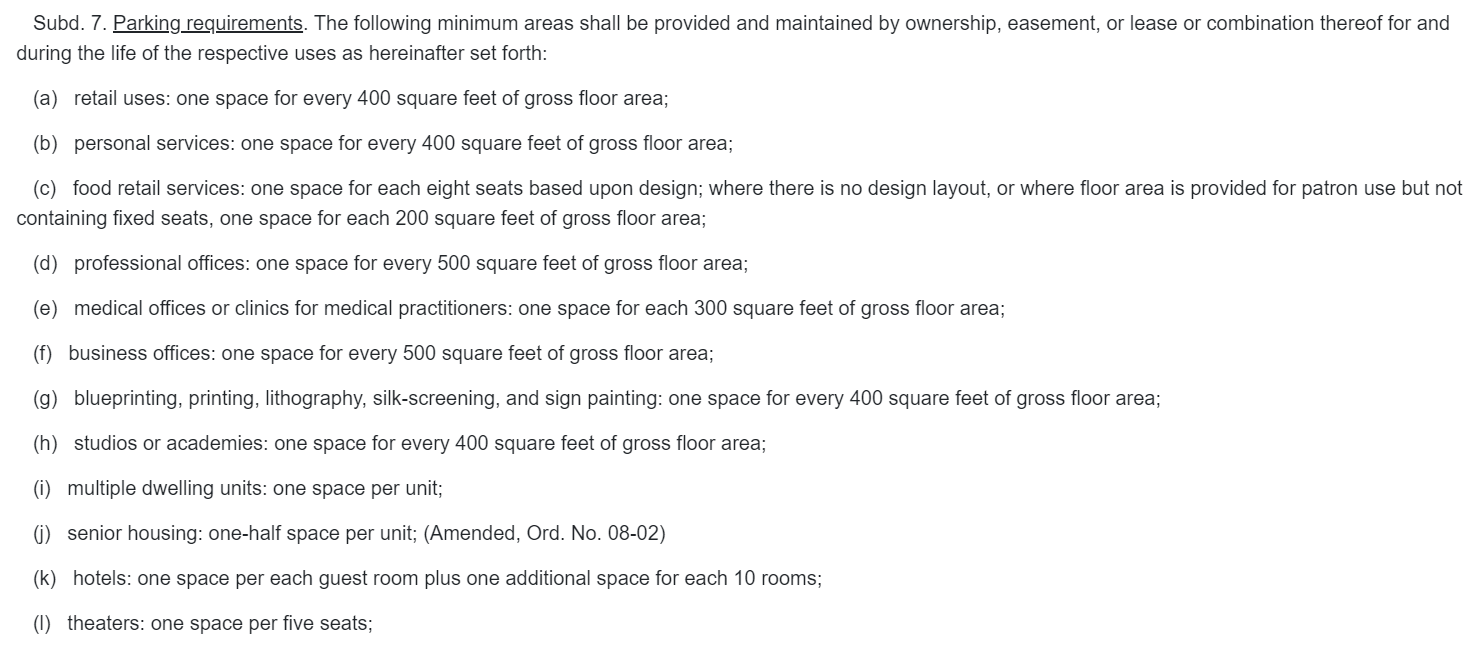 Subd. 7. Parking requirements. The following minimum areas shall be provided and maintained by ownership, easement, or lease or combination thereof for and
during the life of the respective uses as hereinafter set forth:
(a) retail uses: one space for every 400 square feet of gross floor area;
(b) personal services: one space for every 400 square feet of gross floor area;
(c) food retail services: one space for each eight seats based upon design; where there is no design layout, or where floor area is provided for patron use but not
containing fixed seats, one space for each 200 square feet of gross floor area;
(d) professional offices: one space for every 500 square feet of gross floor area;
(e) medical offices or clinics for medical practitioners: one space for each 300 square feet of gross floor area;
(f) business offices: one space for every 500 square feet of gross floor area;
(g) blueprinting, printing, lithography, silk-screening, and sign painting: one space for every 400 square feet of gross floor area;
(h) studios or academies: one space for every 400 square feet of gross floor area;
(i) multiple dwelling units: one space per unit;
(j) senior housing: one-half space per unit; (Amended, Ord. No. 08-02)
(k) hotels: one space per each guest room plus one additional space for each 10 rooms;
(l) theaters: one space per five seats;